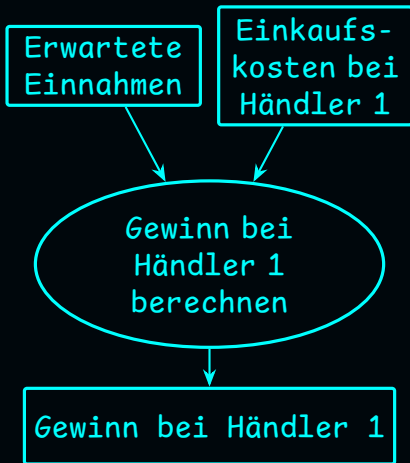 Erwartete
Einnahmen
Einkaufs-
kosten bei
Händler 1
Gewinn bei
Händler 1
berechnen
Gewinn bei Händler 1